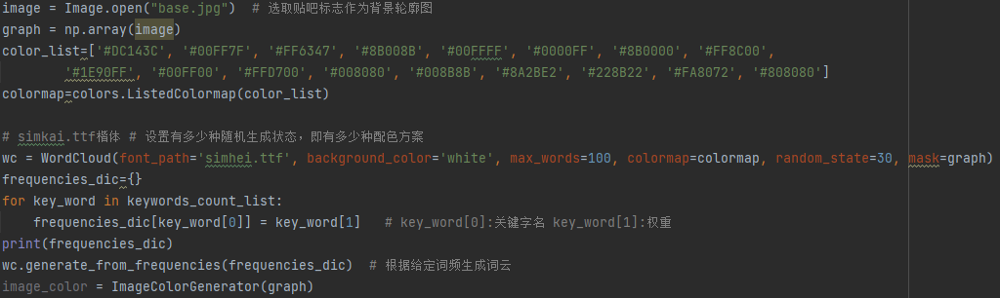 image = Image.open("base.jpg")  # 选取贴吧标志作为背景轮廓图
graph = np.array(image)
color_list=['#DC143C', '#00FF7F', '#FF6347', '#8B008B', '#00FFFF', '#0000FF', '#8B0000', '#FF8C00',
        '#1E90FF', '#00FF00', '#FFD700', '#008080', '#008B8B', '#8A2BE2', '#228B22', '#FA8072', '#808080']
colormap=colors.ListedColormap(color_list)
# simkai.ttf楷体 # 设置有多少种随机生成状态，即有多少种配色方案
wc = WordCloud(font_path='simhei.ttf', background_color='white', max_words=100, colormap=colormap, random_state=30, mask=graph)
frequencies_dic={}
for key_word in keywords_count_list:
    frequencies_dic[key_word[0]] = key_word[1]   # key_word[0]:关键字名 key_word[1]:权重
print(frequencies_dic)
wc.generate_from_frequencies(frequencies_dic)  # 根据给定词频生成词云
image_color = ImageColorGenerator(graph)